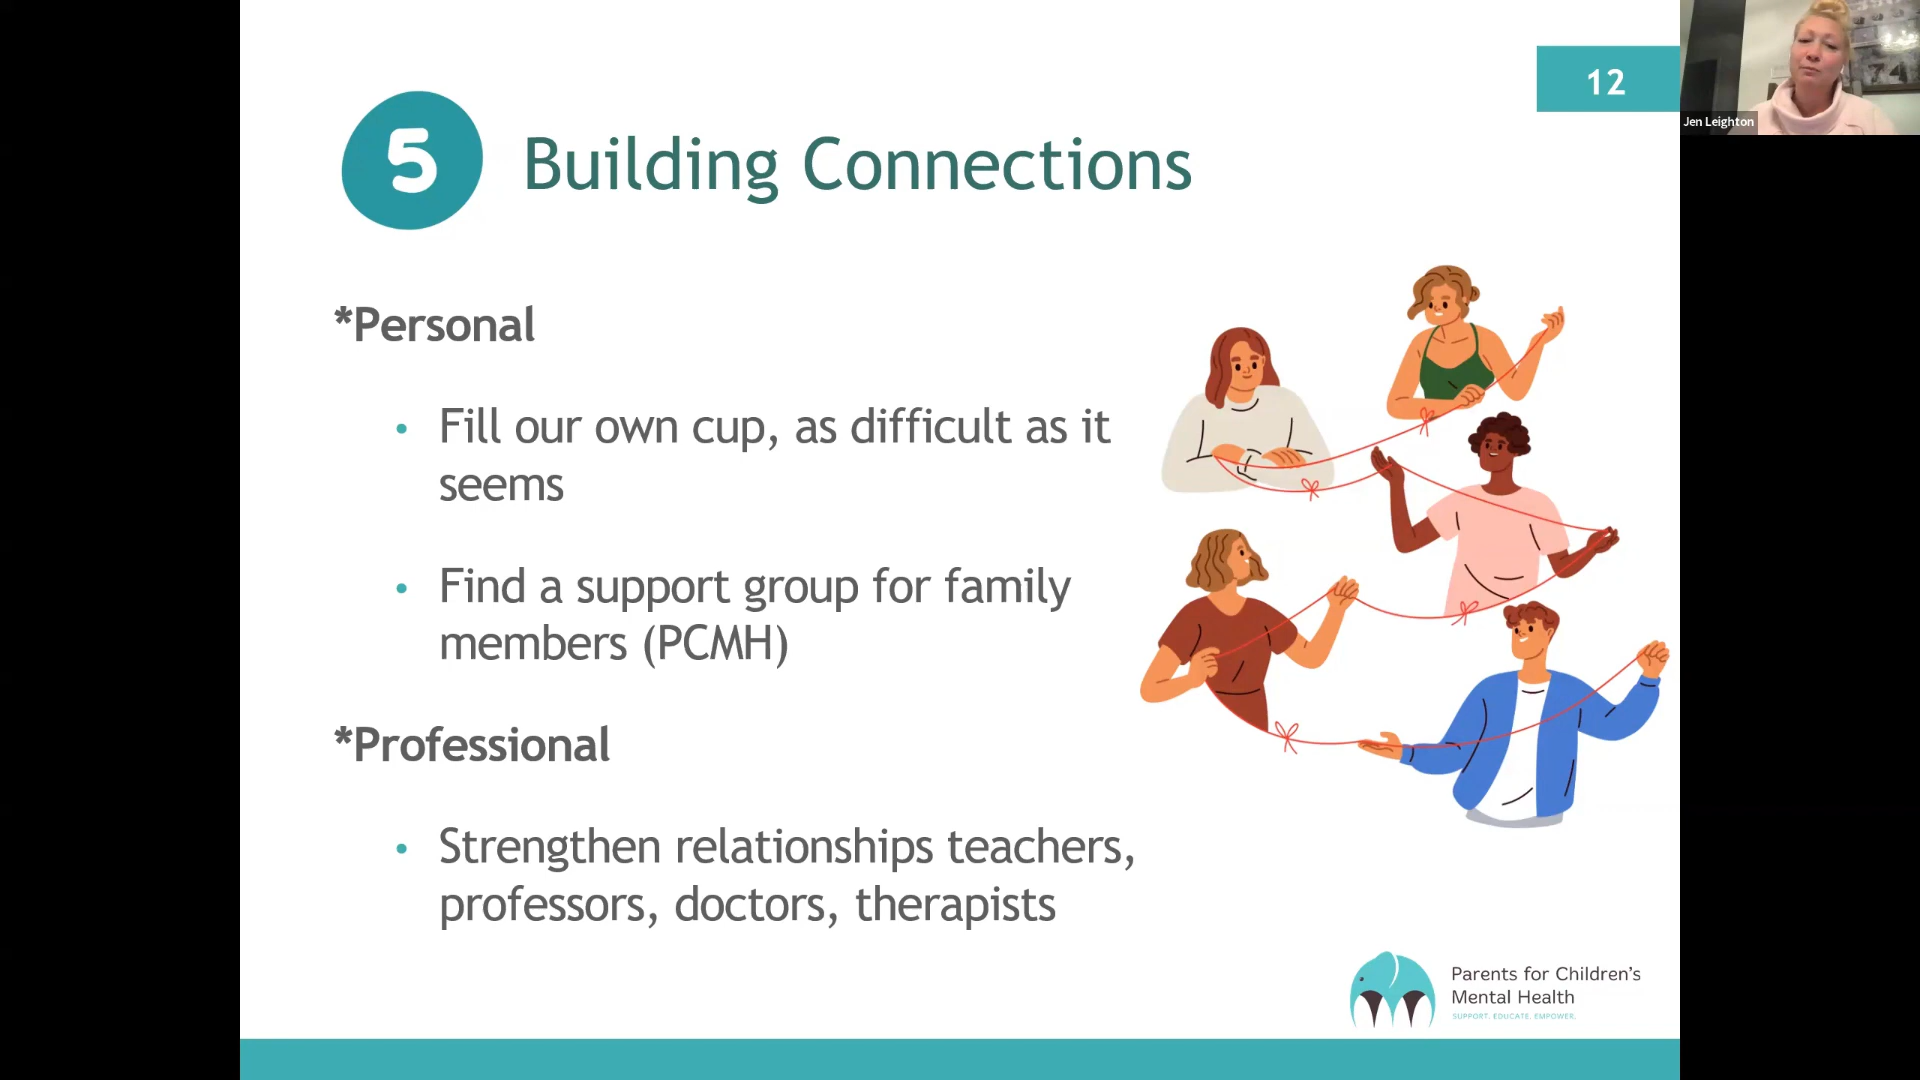 12
Jen Leighton
5
Building Connections
*Personal
• Fill our own cup, as difficult as it
seems
• Find a support group for family
members (PCMH)
*Professional
• Strengthen relationships teachers,
professors, doctors, therapists
Parents for Children’s
Mental Health
SUPPORT. EDUCATE. EMPOWER.